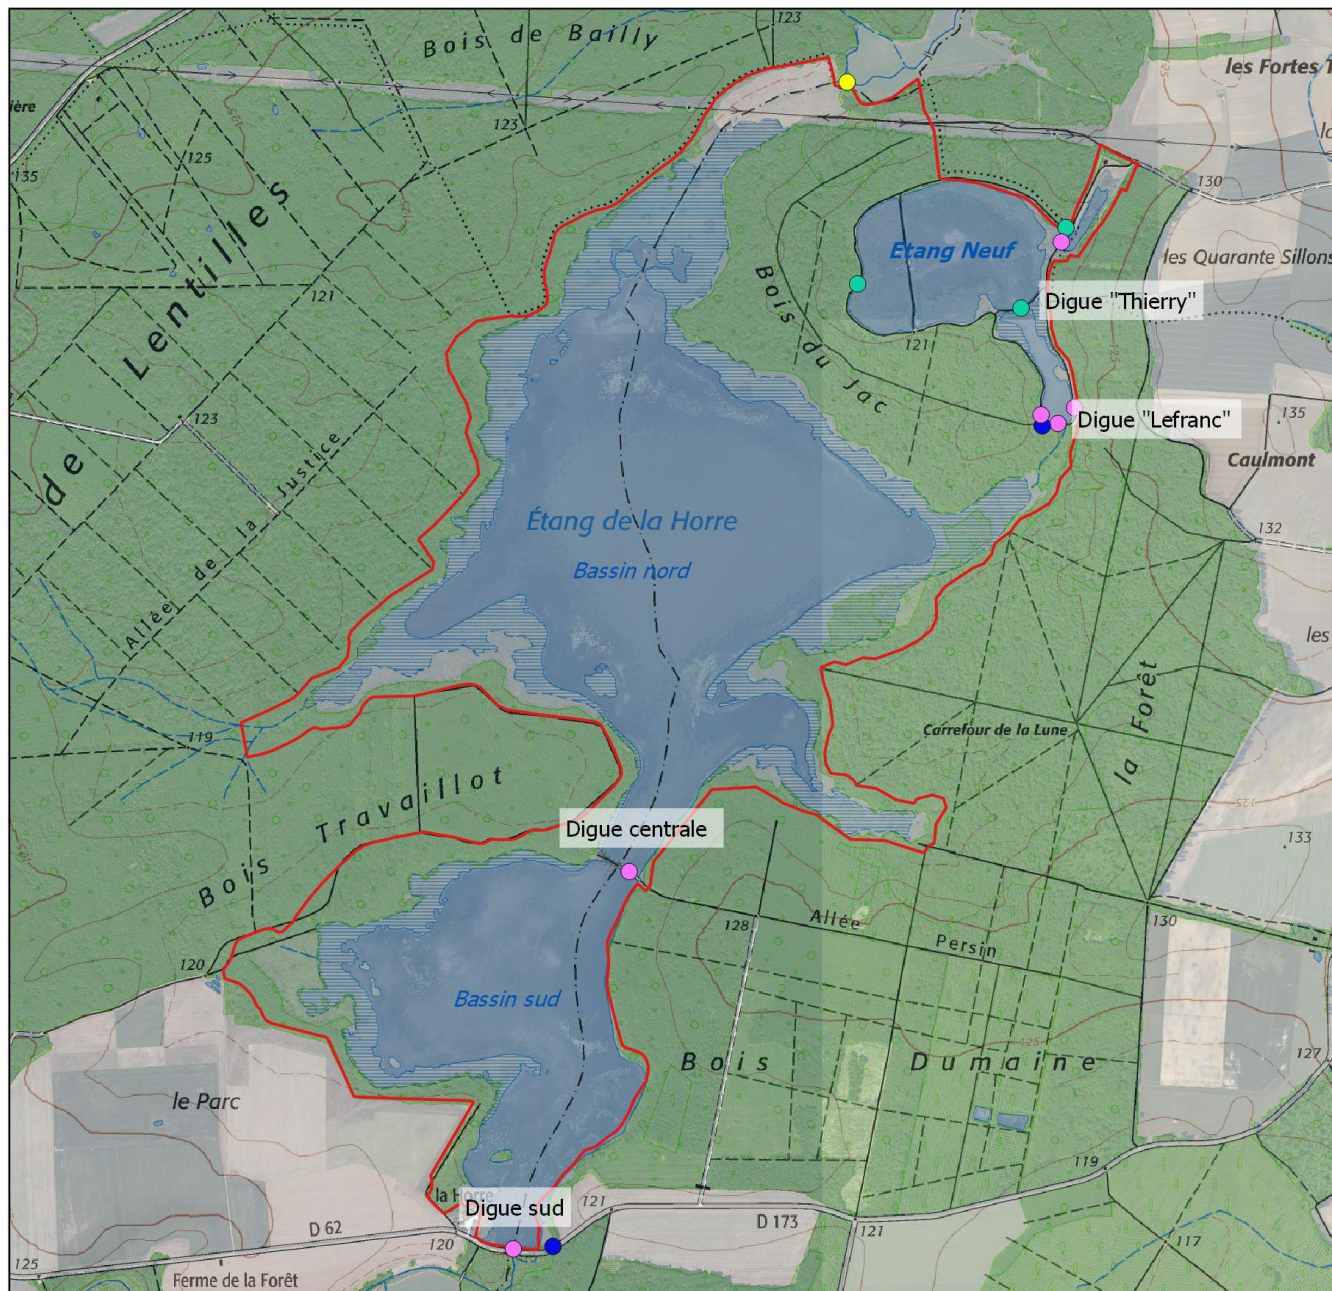 123
Bois de Bailly
les Fortes T
ière
123
125
135
130
de Lentilles
Etang Neuf
les Quarante Sillons
Bois du Jac
121
Digue "Thierry"
121
125
123
135
Digue "Lefranc"
Caulmont
Étang de la Horre
132
Bassin nord
Allée de la Justice
les
la Forêt
119
Carrefour de la Lune
Bois Travaillot
Digue centrale
125
133
128
Allée Persin
130
120
Bassin sud
Bois Dumaine
125
127
le Parc
119
la Horre
Digue sud
121
D 62
D 173
121
120
117
125
Ferme de la Forêt